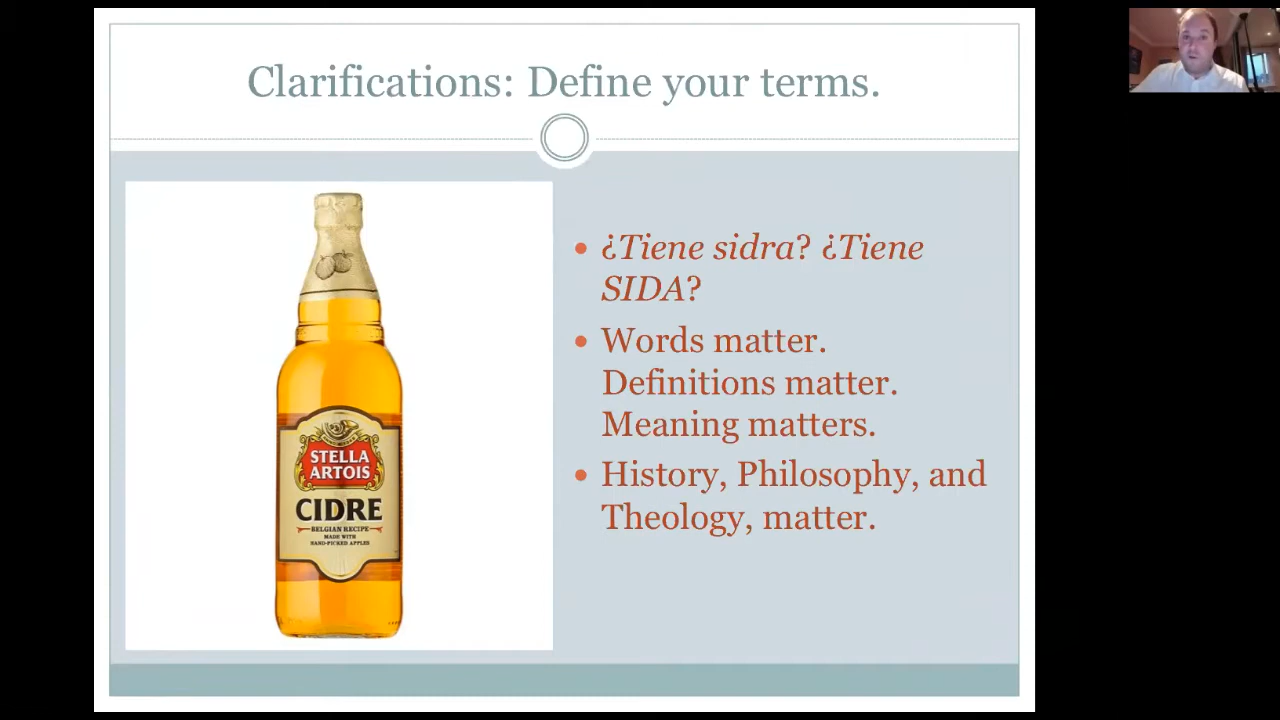 Clarifications: Define your terms.
¿Tiene sidra? ¿Tiene
SIDA?
Words matter.
Definitions matter.
Meaning matters.
History, Philosophy, and
Theology, matter.
STELLA
ARTOIS
CIDRE
BELGIAN RECIPE
MADE WITH
HAND-PICKED APPLES